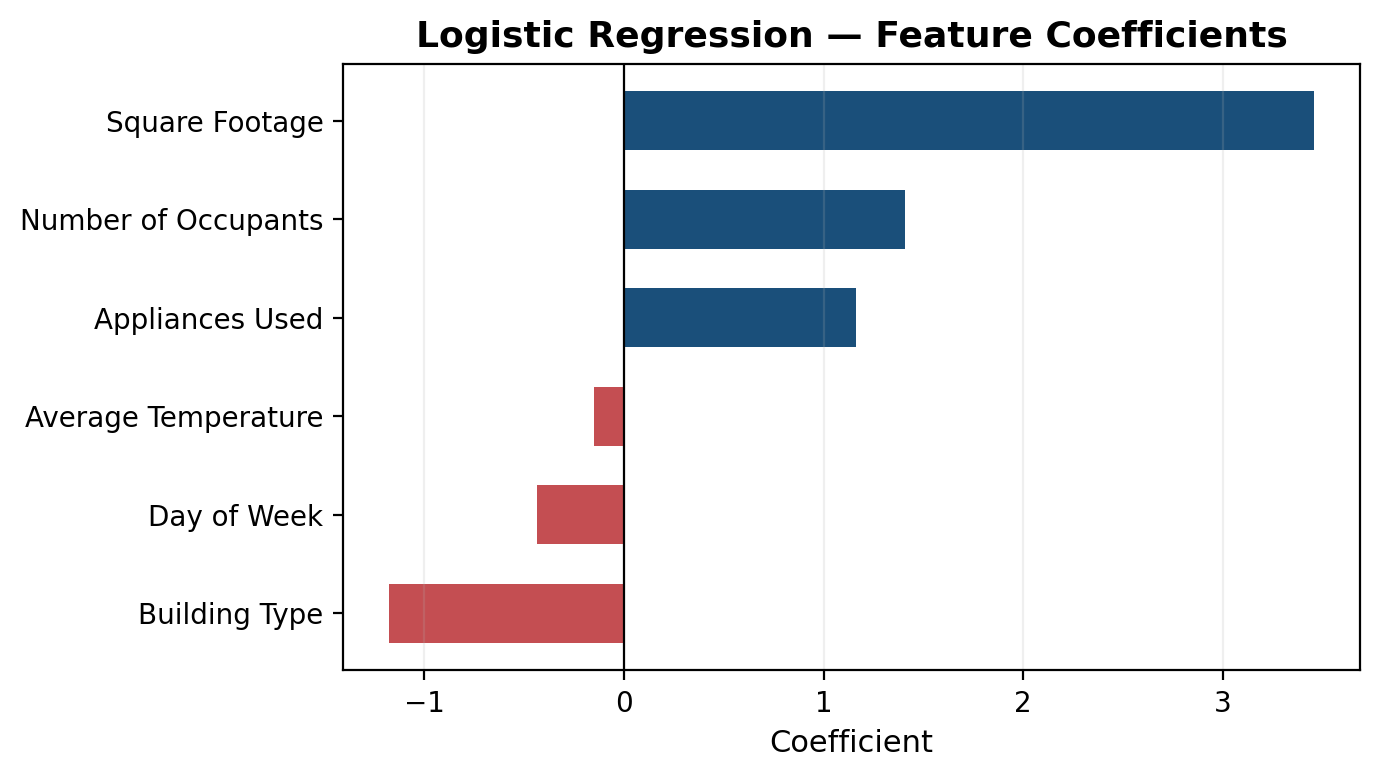 Logistic Regression — Feature Coefficients
Square Footage
Number of Occupants
Appliances Used
Average Temperature
Day of Week
Building Type
−1 0 1 2 3
Coefficient